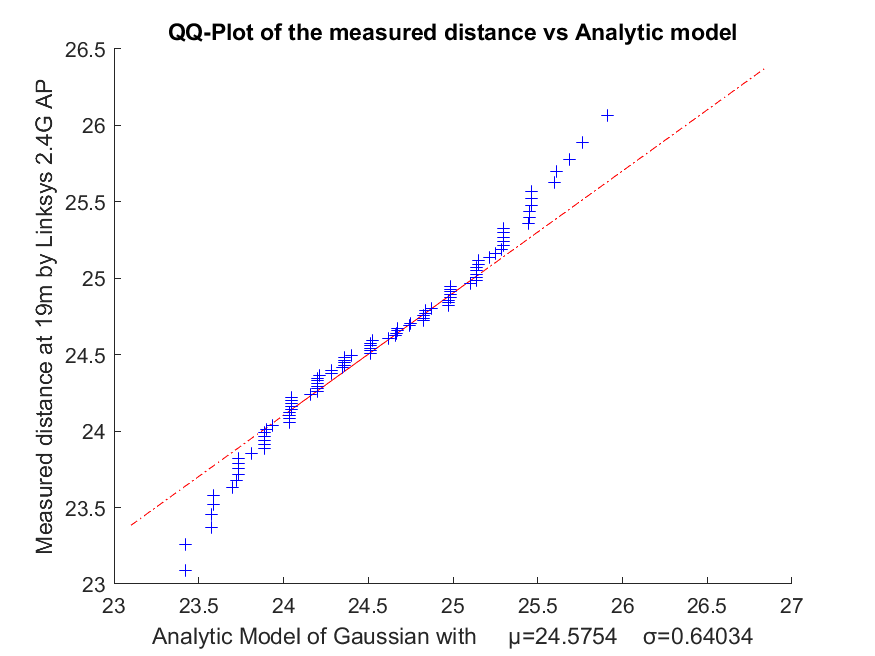 QQ-Plot of the measured distance vs Analytic model
Measured distance at 19m by Linksys 2.4G AP
26.5
26
25.5
25
24.5
24
23.5
23
23 23.5 24 24.5 25 25.5 26 26.5 27
Analytic Model of Gaussian with μ=24.5754 σ=0.64034